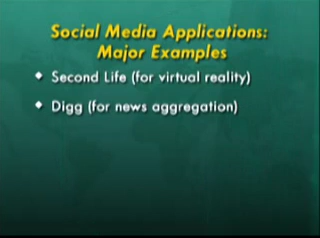 Social Media Applications:
Major Examples
◆ Second Life (for virtual reality)
◆ Digg (for news aggregation)